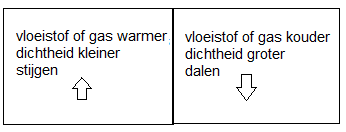 vloeistof of gas warmer
dichtheid kleiner
stijgen
vloeistof of gas kouder
dichtheid groter
dalen